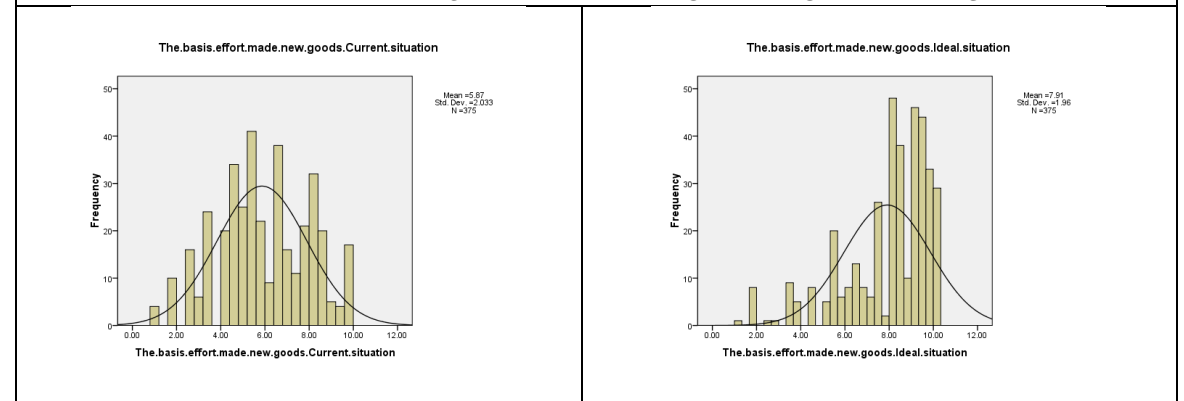 The.basis.effort.made.new.goods.Current.situation
Mean =5.87
Std. Dev. =2.033
N =375
50
40
30
20
10
0
Frequency
0.00 2.00 4.00 6.00 8.00 10.00 12.00
The.basis.effort.made.new.goods.Current.situation
The.basis.effort.made.new.goods.Ideal.situation
Mean =7.91
Std. Dev. =1.96
N =375
50
40
30
20
10
0
Frequency
0.00 2.00 4.00 6.00 8.00 10.00 12.00
The.basis.effort.made.new.goods.Ideal.situation